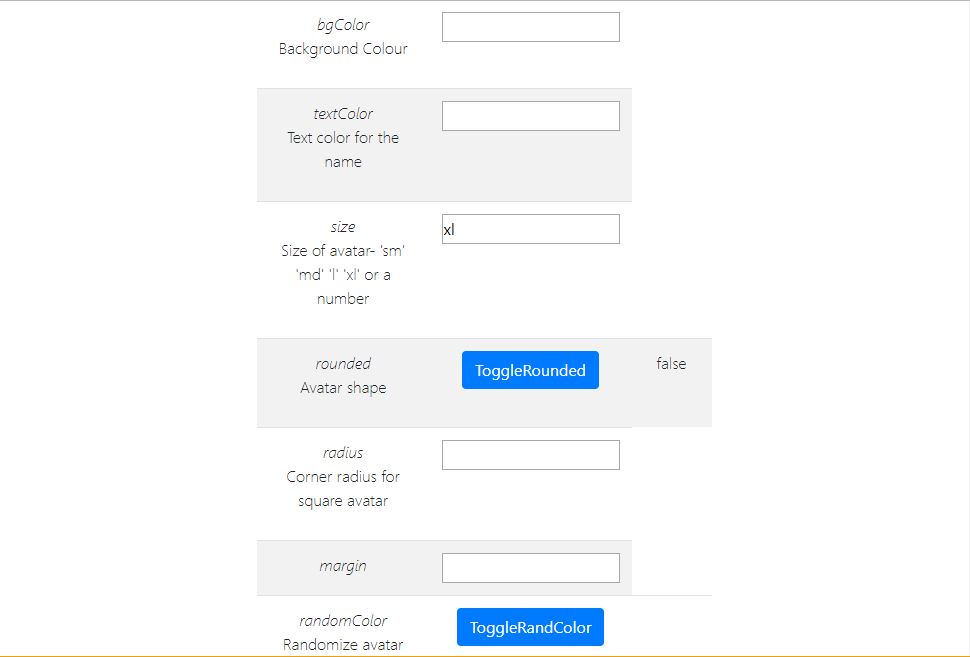 bgColor
Background Colour
textColor
Text color for the
name
size
xl
Size of avatar- 'sm'
'md' 'l' 'xl' or a
number
rounded
ToggleRounded
false
Avatar shape
radius
Corner radius for
square avatar
margin
randomColor
ToggleRandColor
Randomize avatar